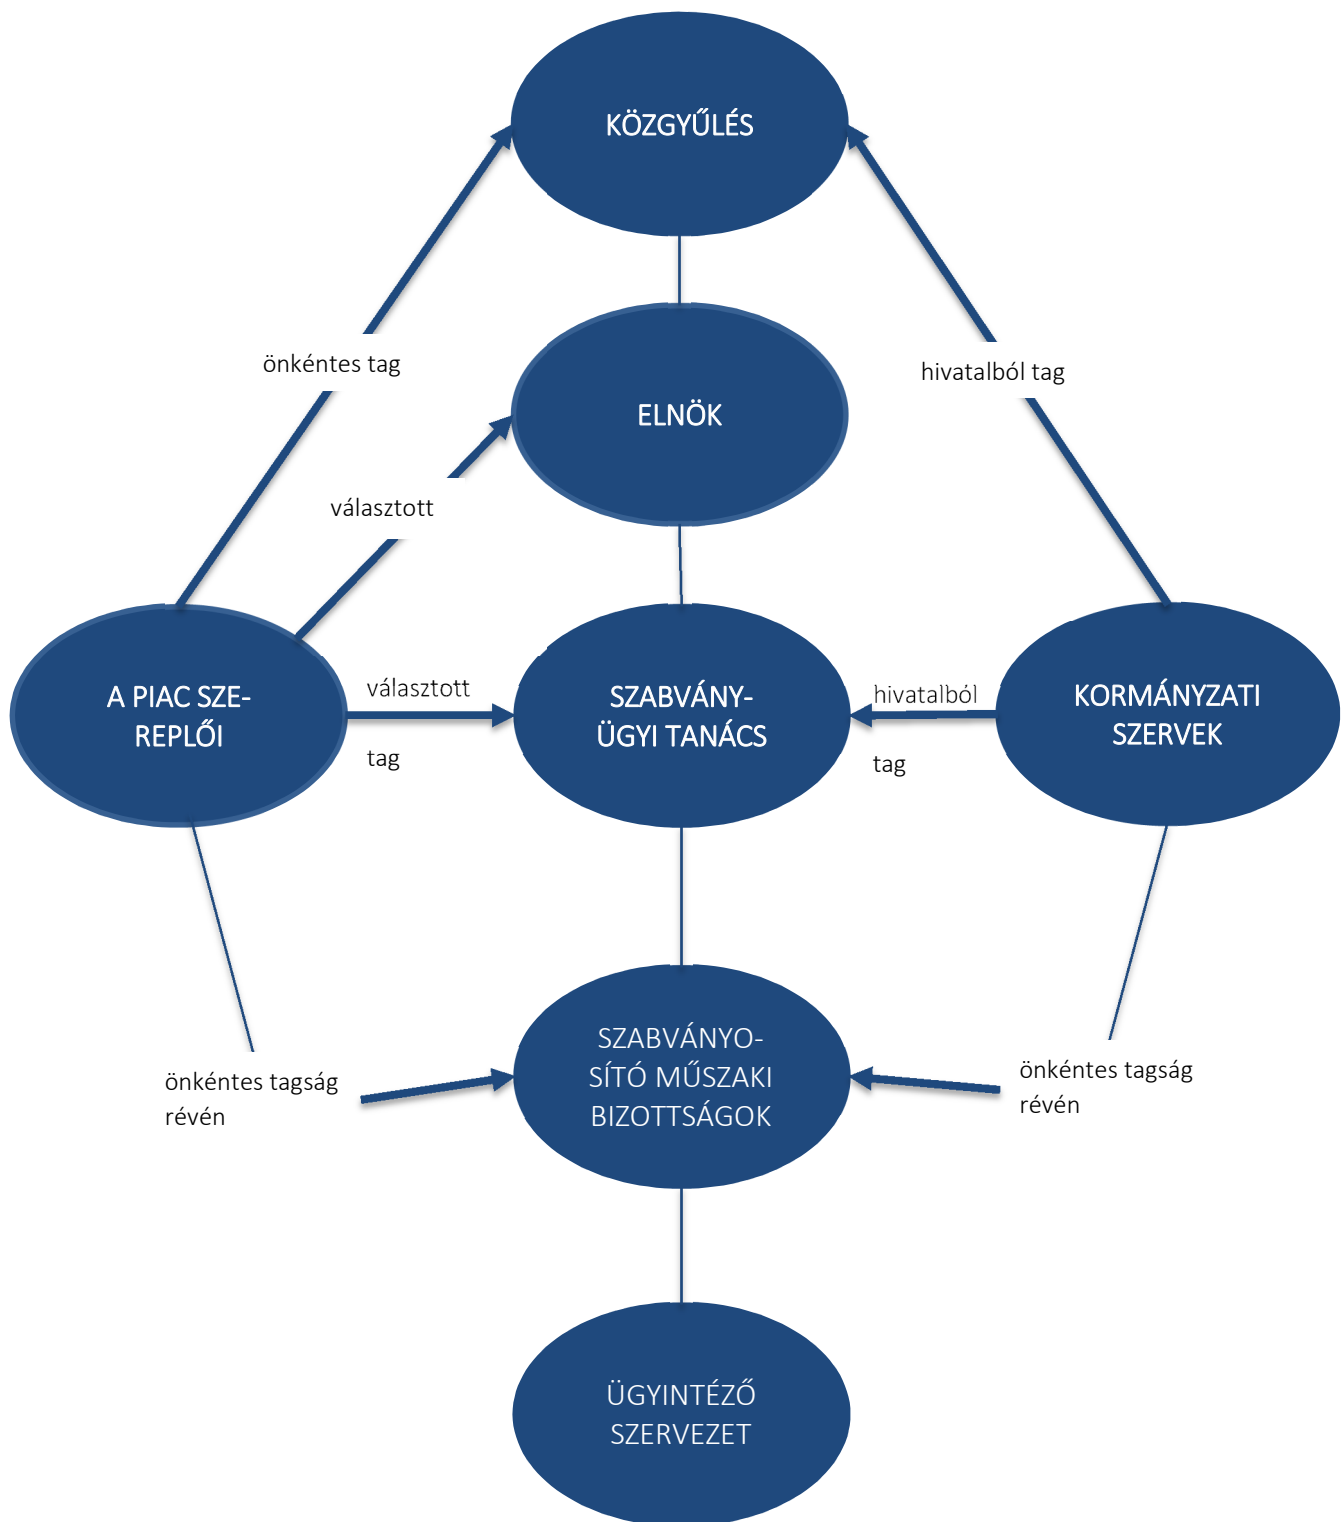 KÖZGYŰLÉS
önkéntes tag
hivatalból tag
ELNÖK
választott
A PIAC SZE-
REPLŐI
választott
tag
SZABVÁNY-
ÜGYI TANÁCS
hivatalból
tag
KORMÁNYZATI
SZERVEK
önkéntes tagság
révén
SZABVÁNYO-
SÍTÓ MŰSZAKI
BIZOTTSÁGOK
önkéntes tagság
révén
ÜGYINTÉZŐ
SZERVEZET